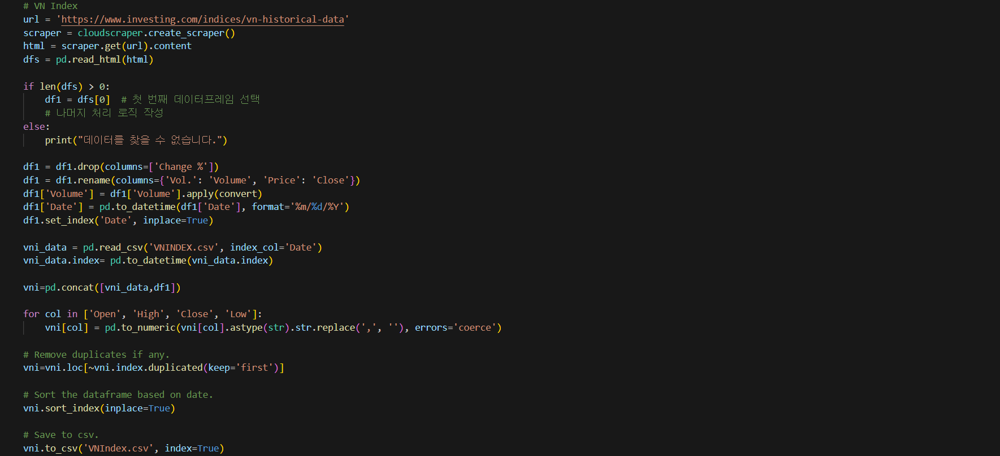 # VN Index
url = 'https://www.investing.com/indices/vn-historical-data'
scraper = cloudscraper.create_scraper()
html = scraper.get(url).content
dfs = pd.read_html(html)
if len(dfs) > 0:
    df1 = dfs[0]  # 첫 번째 데이터프레임 선택
    # 나머지 처리 로직 작성
else:
    print("데이터를 찾을 수 없습니다.")
df1 = df1.drop(columns=['Change %'])
df1 = df1.rename(columns={'Vol.': 'Volume', 'Price': 'Close'})
df1['Volume'] = df1['Volume'].apply(convert)
df1['Date'] = pd.to_datetime(df1['Date'], format='%m/%d/%Y')
df1.set_index('Date', inplace=True)
vni_data = pd.read_csv('VNINDEX.csv', index_col='Date')
vni_data.index= pd.to_datetime(vni_data.index)
vni=pd.concat([vni_data,df1])
for col in ['Open', 'High', 'Close', 'Low']:
    vni[col] = pd.to_numeric(vni[col].astype(str).str.replace(',', ''), errors='coerce')
# Remove duplicates if any.
vni=vni.loc[~vni.index.duplicated(keep='first')]
# Sort the dataframe based on date.
vni.sort_index(inplace=True)
# Save to csv.
vni.to_csv('VNIndex.csv', index=True)